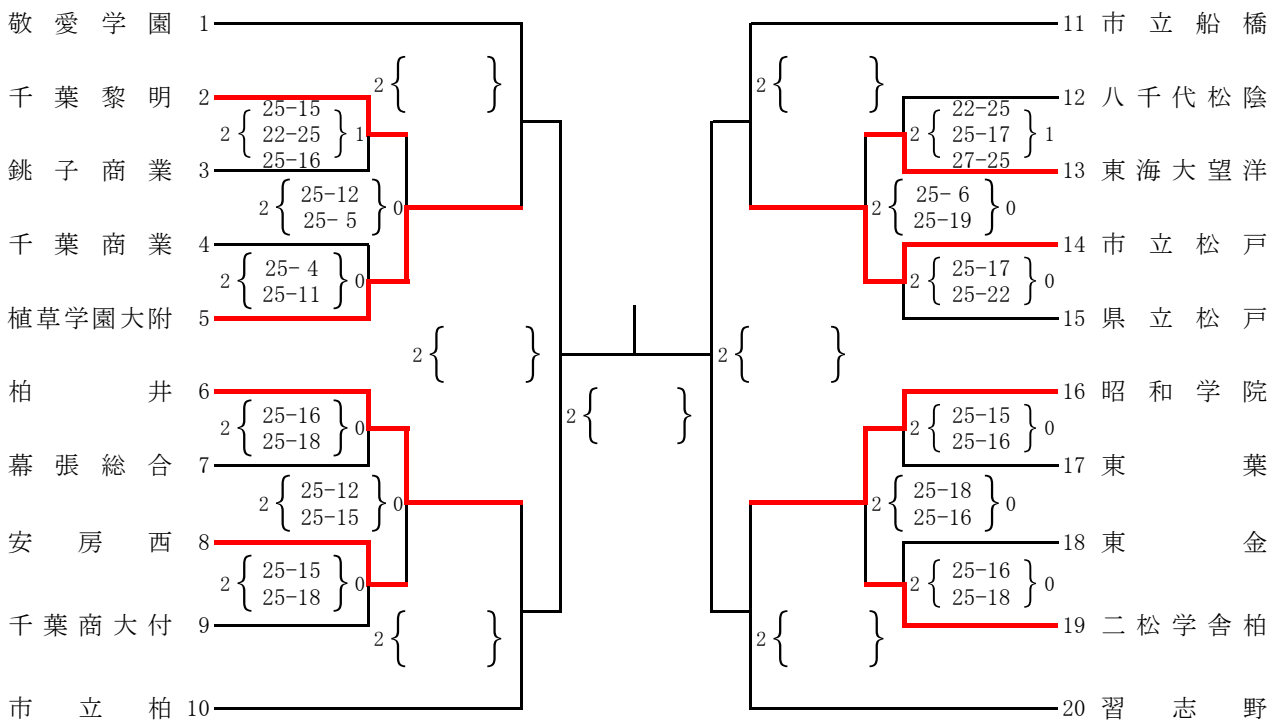 敬愛学園 1
2
千葉黎明 2
25-15
2 22-25 1
25-16
銚子商業 3
25-12
2 0
25- 5
千葉商業 4
25- 4
2 0
25-11
植草学園大附 5
2
柏井 6
25-16
2 0
25-18
幕張総合 7
25-12
2 0
25-15
安房西 8
25-15
2 0
25-18
千葉商大付 9
2
市立柏 10
2
11 市立船橋
2
12 八千代松陰
22-25
2 25-17 1
27-25
13 東海大望洋
25- 6
2 0
25-19
14 市立松戸
25-17
2 0
25-22
15 県立松戸
2
16 昭和学院
25-15
2 0
25-16
17 東葉
25-18
2 0
25-16
18 東金
25-16
2 0
25-18
19 二松学舎柏
2
20 習志野